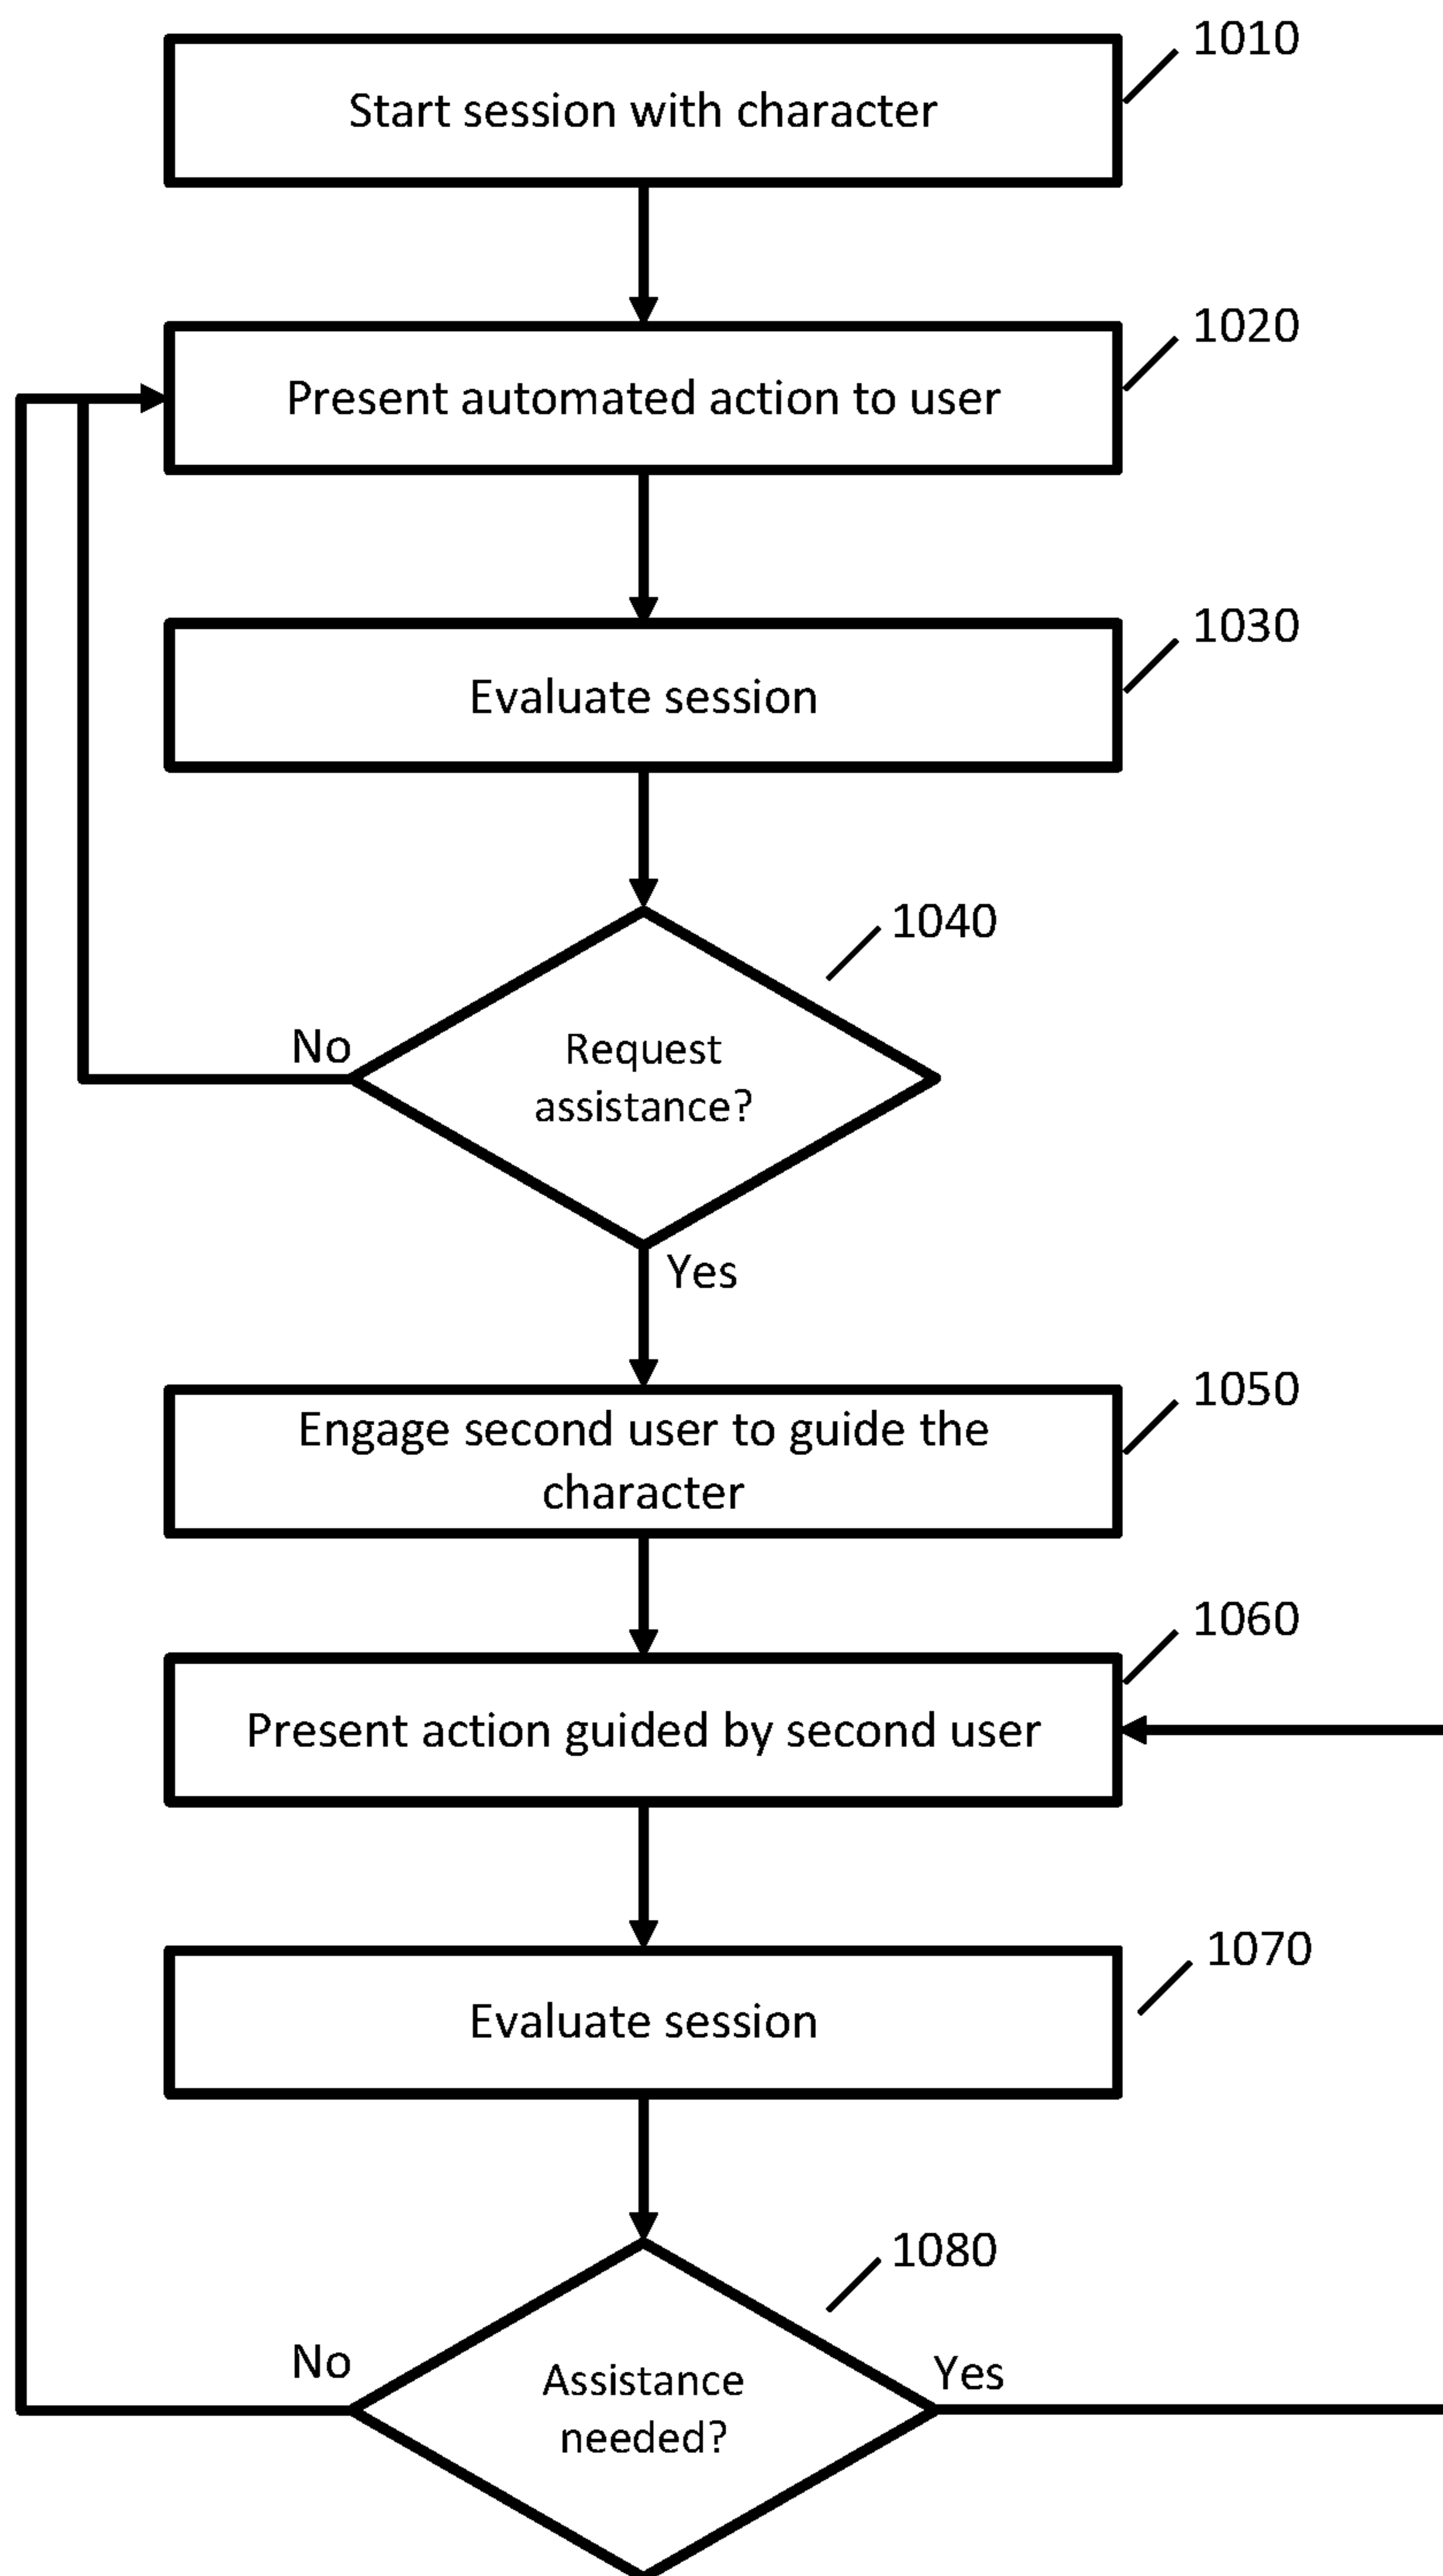 1010
Start session with character
1020
Present automated action to user
1030
Evaluate session
1040
No
Request
assistance?
Yes
1050
Engage second user to guide the
character
1060
Present action guided by second user
1070
Evaluate session
1080
No
Yes
Assistance
needed?